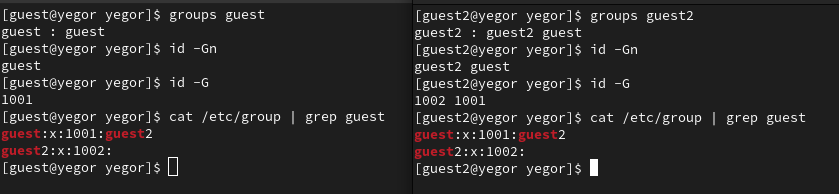 [guest@yegor yegor]$ groups guest
guest : guest
[guest@yegor yegor]$ id -Gn
guest
[guest@yegor yegor]$ id -G
1001
[guest@yegor yegor]$ cat /etc/group | grep guest
guest:x:1001:guest2
guest2:x:1002:
[guest@yegor yegor]$
[guest2@yegor yegor]$ groups guest2
guest2 : guest2 guest
[guest2@yegor yegor]$ id -Gn
guest2 guest
[guest2@yegor yegor]$ id -G
1002 1001
[guest2@yegor yegor]$ cat /etc/group | grep guest
guest:x:1001:guest2
guest2:x:1002:
[guest2@yegor yegor]$